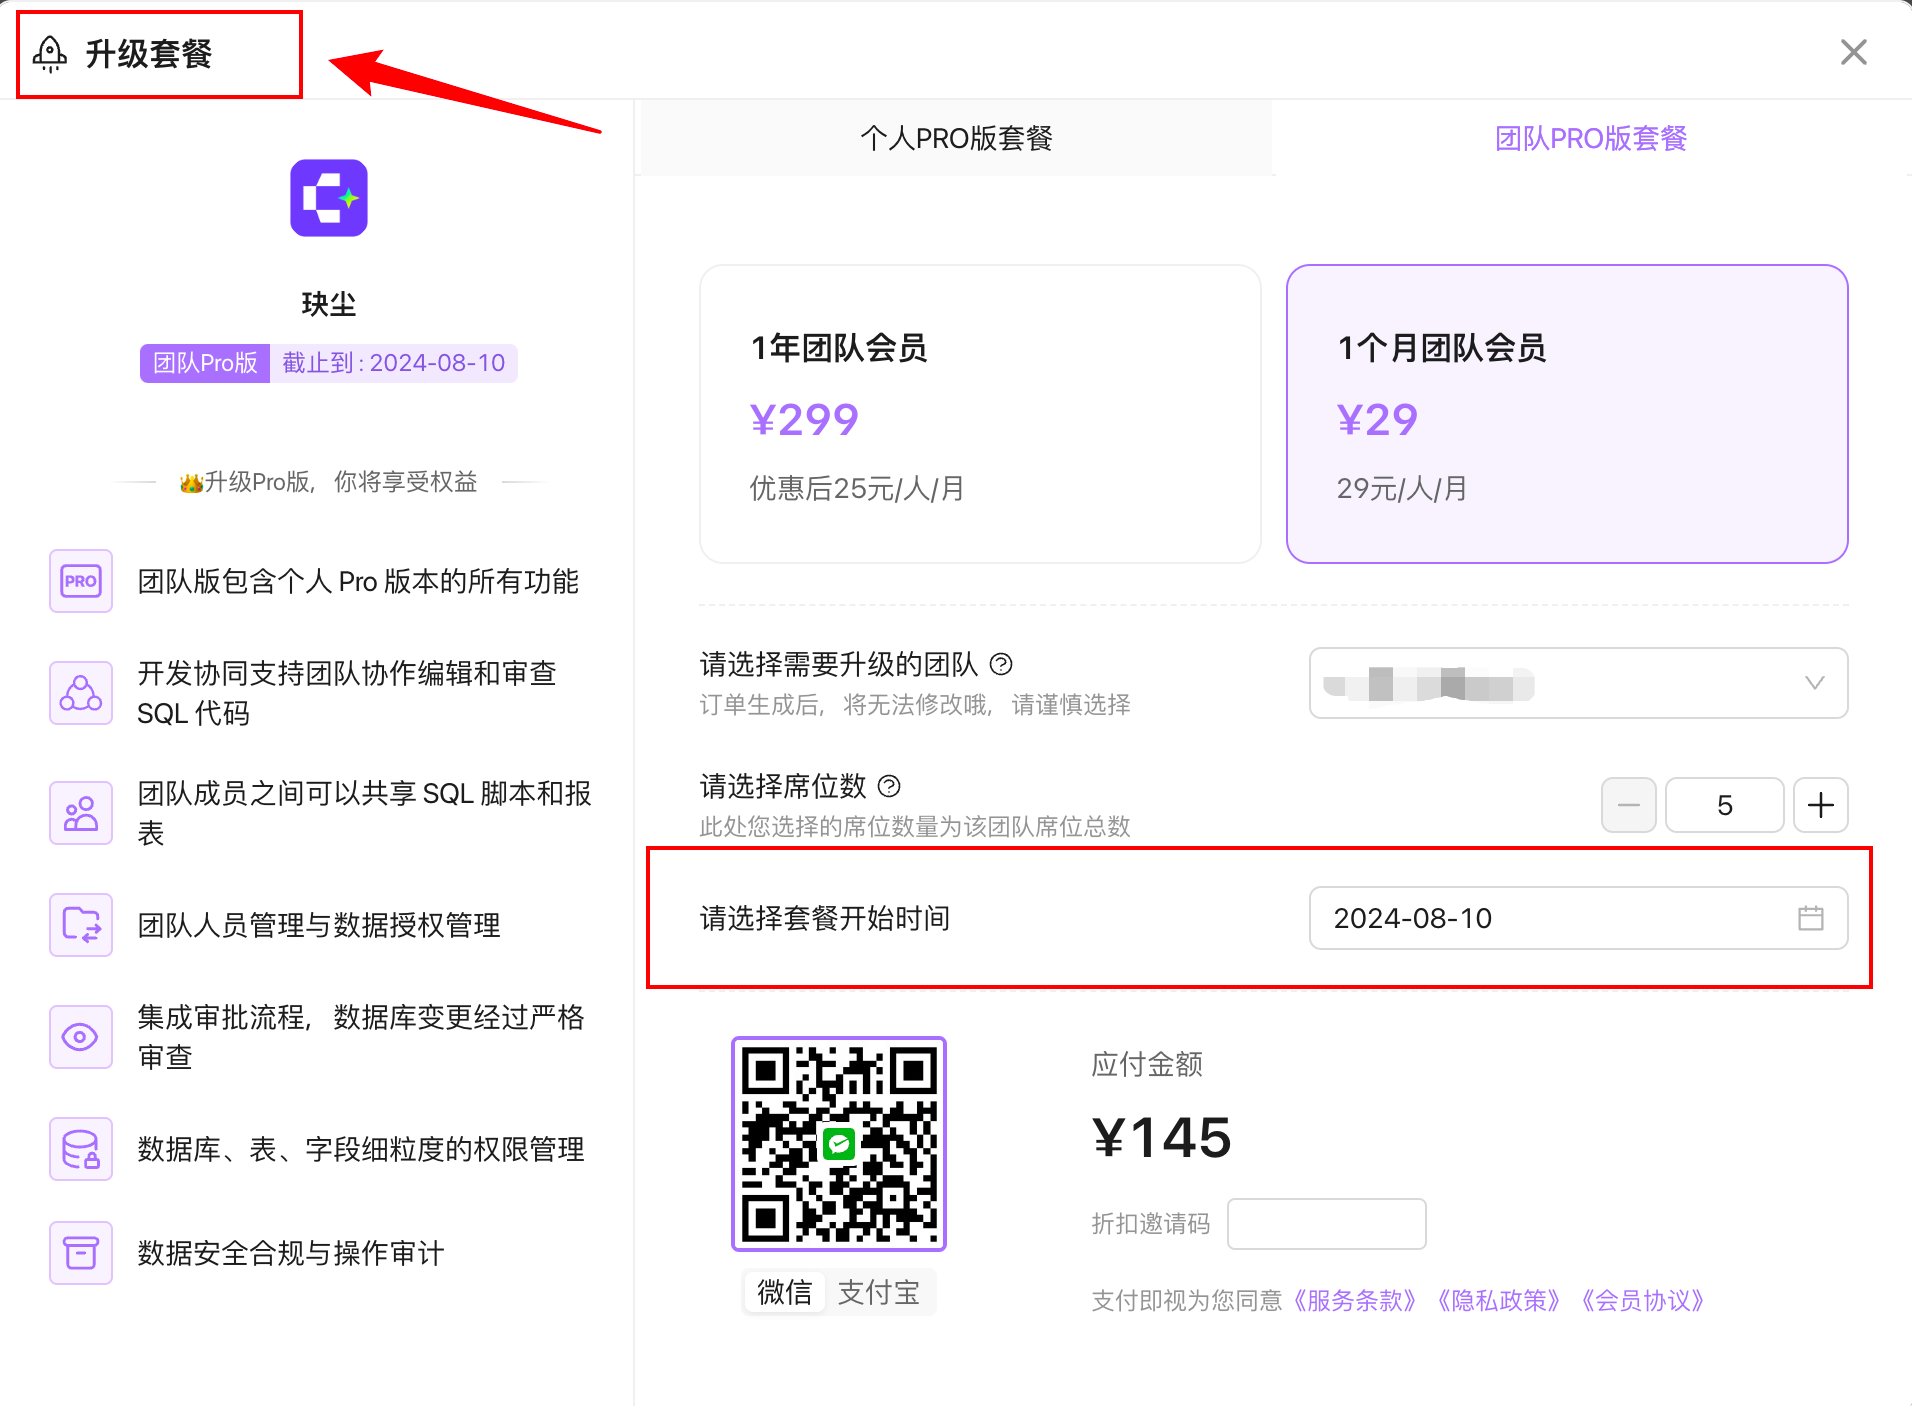 升级套餐
玦尘
团队Pro版 截止到 : 2024-08-10
升级Pro版，你将享受权益
PRO 团队版包含个人 Pro 版本的所有功能
开发协同支持团队协作编辑和审查
SQL 代码
团队成员之间可以共享 SQL 脚本和报
表
团队人员管理与数据授权管理
集成审批流程，数据库变更经过严格
审查
数据库、表、字段细粒度的权限管理
数据安全合规与操作审计
个人PRO版套餐
团队PRO版套餐
1年团队会员
¥299
优惠后25元/人/月
1个月团队会员
¥29
29元/人/月
请选择需要升级的团队
订单生成后，将无法修改哦，请谨慎选择
请选择席位数
此处您选择的席位数量为该团队席位总数
5
请选择套餐开始时间
2024-08-10
微信 支付宝
应付金额
¥145
折扣邀请码
支付即视为您同意《服务条款》《隐私政策》《会员协议》